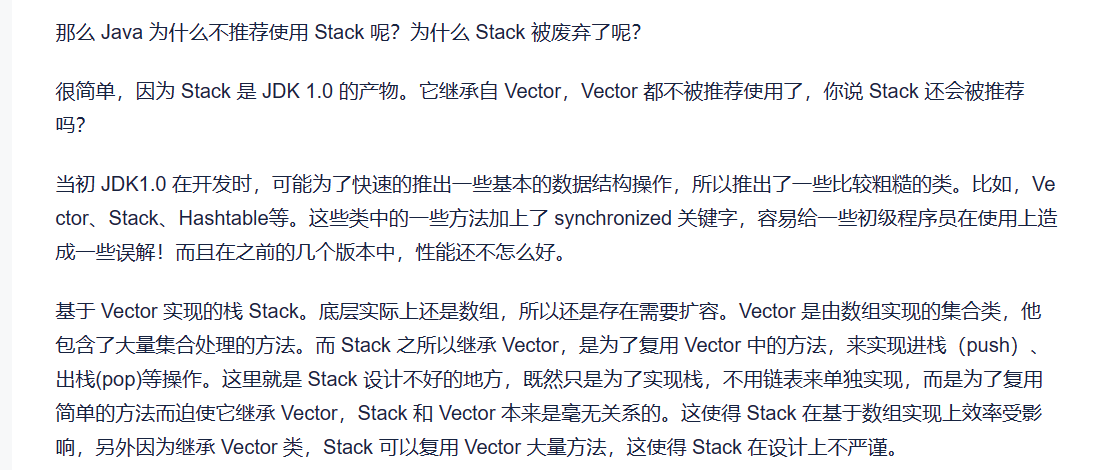 那么 Java 为什么不推荐使用 Stack 呢？为什么 Stack 被废弃了呢？
很简单，因为 Stack 是 JDK 1.0 的产物。它继承自 Vector，Vector 都不被推荐使用了，你说 Stack 还会被推荐
吗？
当初 JDK1.0 在开发时，可能为了快速的推出一些基本的数据结构操作，所以推出了一些比较粗糙的类。比如，Ve
ctor、Stack、Hashtable等。这些类中的一些方法加上了 synchronized 关键字，容易给一些初级程序员在使用上造
成一些误解！而且在之前的几个版本中，性能还不怎么好。
基于 Vector 实现的栈 Stack。底层实际上还是数组，所以还是存在需要扩容。Vector 是由数组实现的集合类，他
包含了大量集合处理的方法。而 Stack 之所以继承 Vector，是为了复用 Vector 中的方法，来实现进栈（push）、
出栈(pop)等操作。这里就是 Stack 设计不好的地方，既然只是为了实现栈，不用链表来单独实现，而是为了复用
简单的方法而迫使它继承 Vector，Stack 和 Vector 本来是毫无关系的。这使得 Stack 在基于数组实现上效率受影
响，另外因为继承 Vector 类，Stack 可以复用 Vector 大量方法，这使得 Stack 在设计上不严谨。